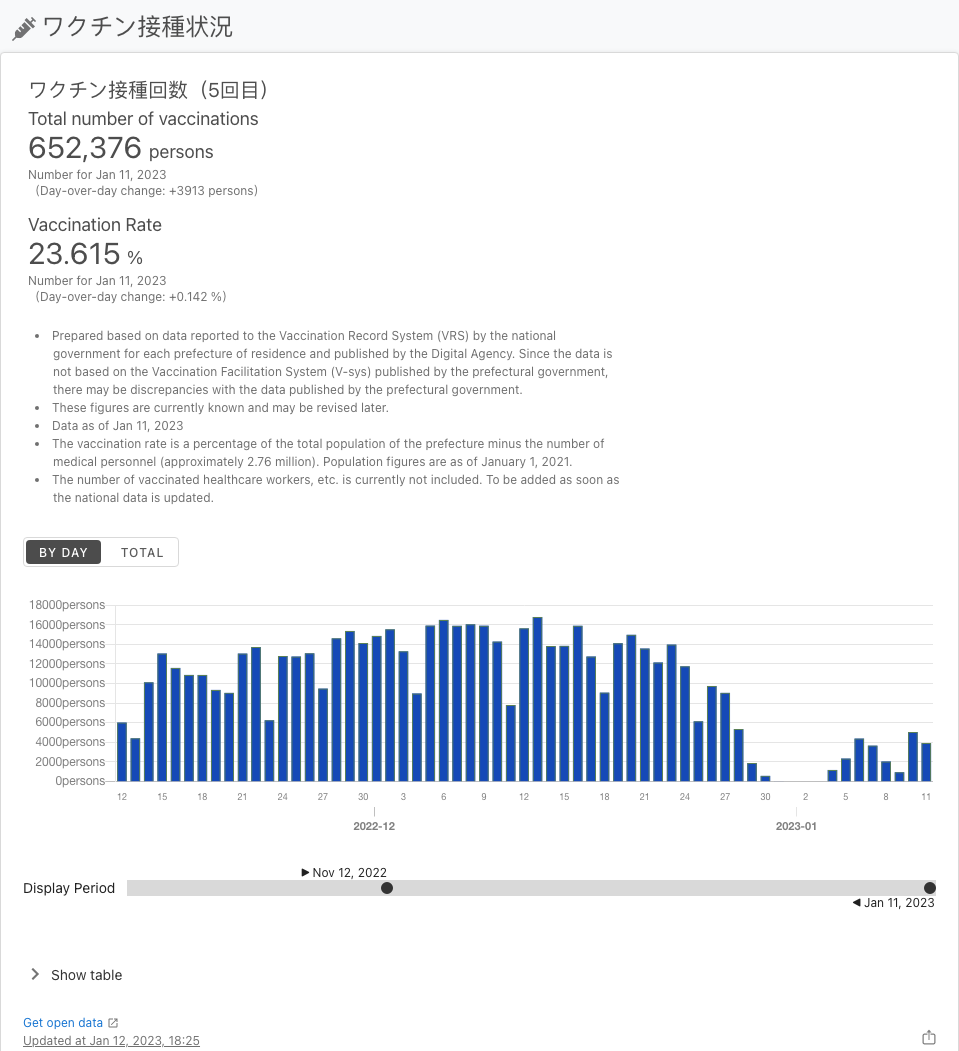 ワクチン接種状況
ワクチン接種回数（5回目）
Total number of vaccinations
652,376 persons
Number for Jan 11, 2023
（Day-over-day change: +3913 persons）
Vaccination Rate
23.615 %
Number for Jan 11, 2023
（Day-over-day change: +0.142 %）
• Prepared based on data reported to the Vaccination Record System (VRS) by the national
government for each prefecture of residence and published by the Digital Agency. Since the data is
not based on the Vaccination Facilitation System (V-sys) published by the prefectural government,
there may be discrepancies with the data published by the prefectural government.
• These figures are currently known and may be revised later.
• Data as of Jan 11, 2023
• The vaccination rate is a percentage of the total population of the prefecture minus the number of
medical personnel (approximately 2.76 million). Population figures are as of January 1, 2021.
• The number of vaccinated healthcare workers, etc. is currently not included. To be added as soon as
the national data is updated.
BY DAY TOTAL
18000persons
16000persons
14000persons
12000persons
10000persons
8000persons
6000persons
4000persons
2000persons
0persons
12 15 18 21 24 27 30 3 6 9 12 15 18 21 24 27 30 2 5 8 11
2022-12 2023-01
Nov 12, 2022
Display Period
Jan 11, 2023
Show table
Get open data
Updated at Jan 12, 2023, 18:25